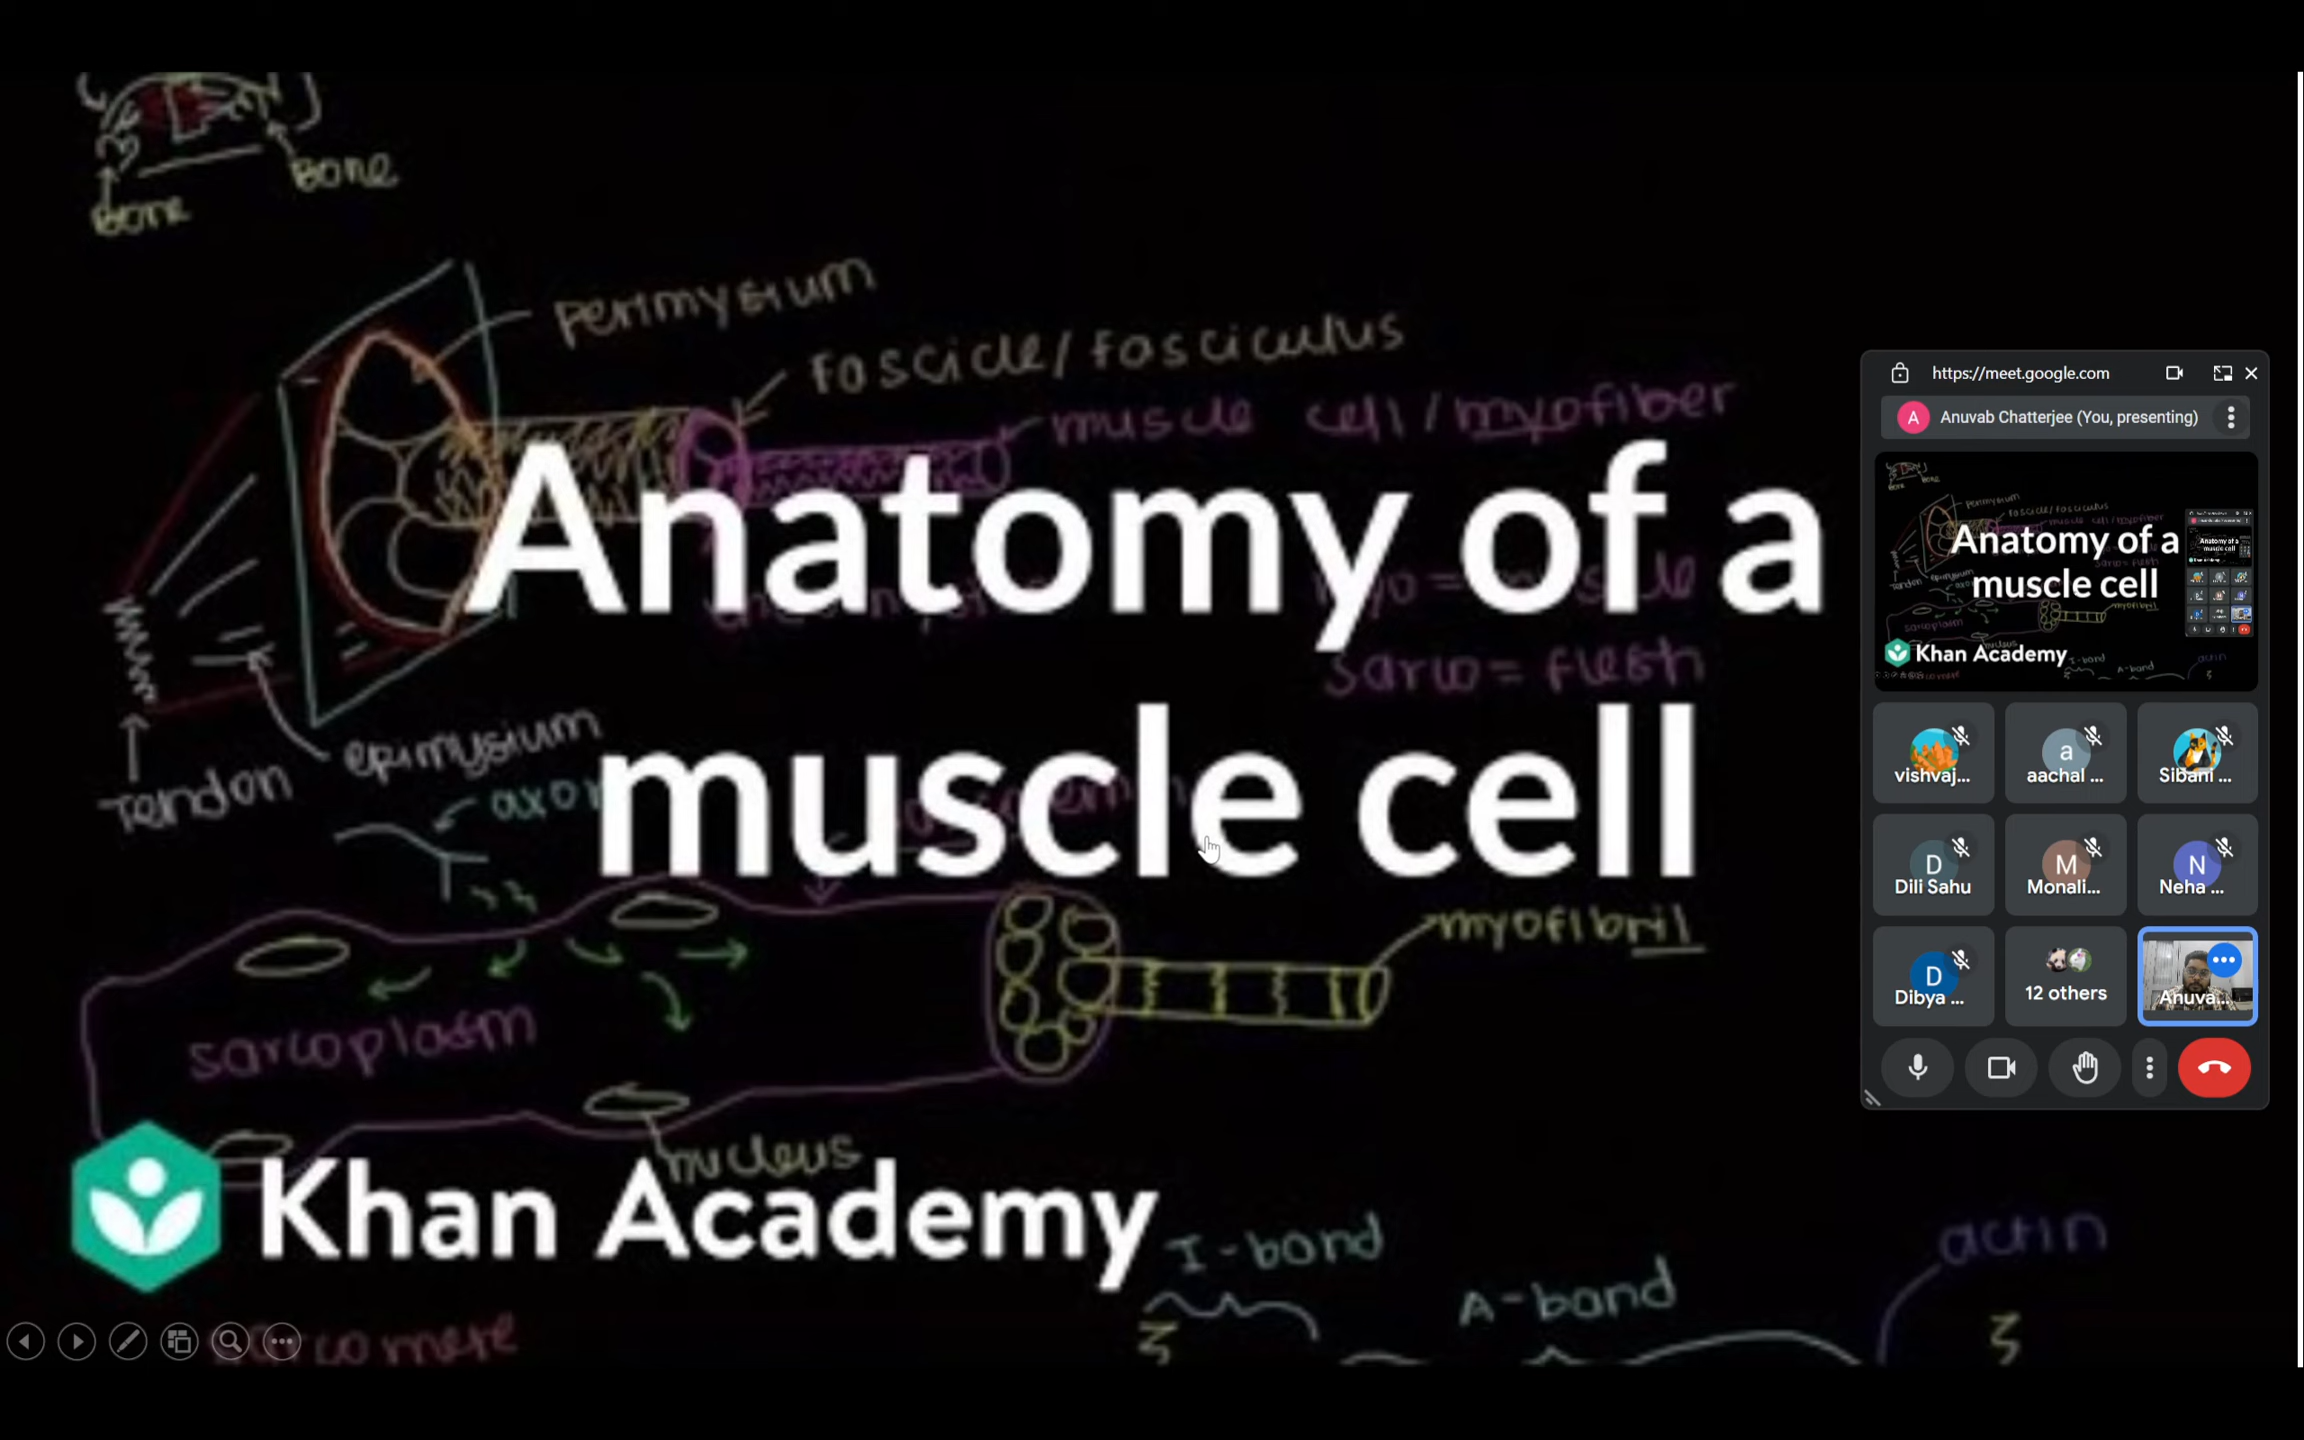 Bone
Bone
perimysium
fascicle/fasciculus
muscle cell/myofiber
Anatomy of a
muscle cell
sarco = flesh
epimysium
Tendon
sarcoplasm
myofibril
nucleus
Khan Academy
I-band
A-band
actin
z
z
https://meet.google.com
A
Anuvab Chatterjee (You, presenting)
Anatomy of a
muscle cell
Khan Academy
vishvaj...
a
aachal ...
Sibani ...
D
Dili Sahu
M
Monali...
N
Neha ...
D
Dibya ...
12 others
Anuva...